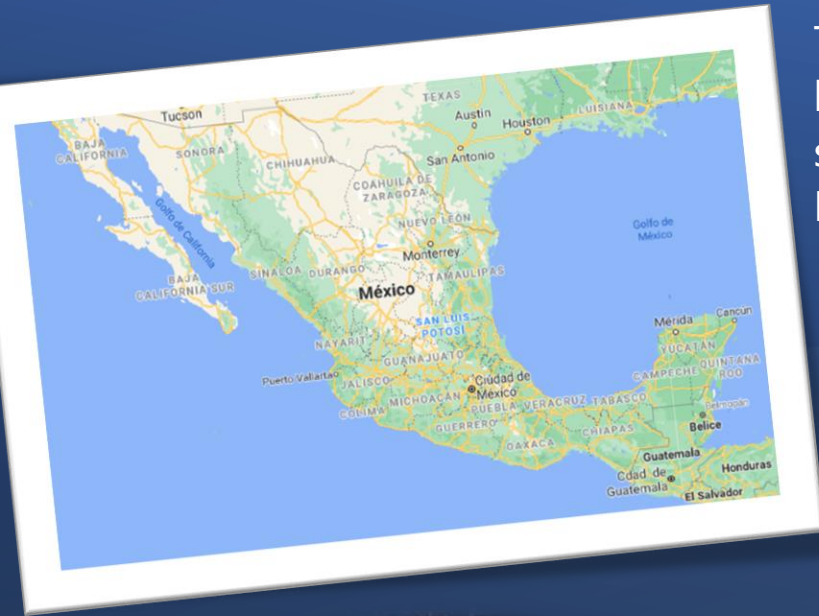 Tucson
TEXAS
Austin
Houston
LOUISIANA
San Antonio
BAJA
CALIFORNIA
SONORA
CHIHUAHUA
COAHUILA DE
ZARAGOZA
NUEVO LEÓN
Monterrey
Golfo de California
Golfo de
México
BAJA
CALIFORNIA SUR
SINALOA
DURANGO
TAMAULIPAS
México
SAN LUIS
POTOSÍ
Mérida
Cancún
NAYARIT
GUANAJUATO
YUCATÁN
Puerto Vallarta
JALISCO
Ciudad de
México
CAMPECHE
QUINTANA
ROO
COLIMA
MICHOACÁN
PUEBLA
VERACRUZ
TABASCO
Belmopán
Belice
GUERRERO
OAXACA
CHIAPAS
Guatemala
Cdad. de
Guatemala
Honduras
El Salvador